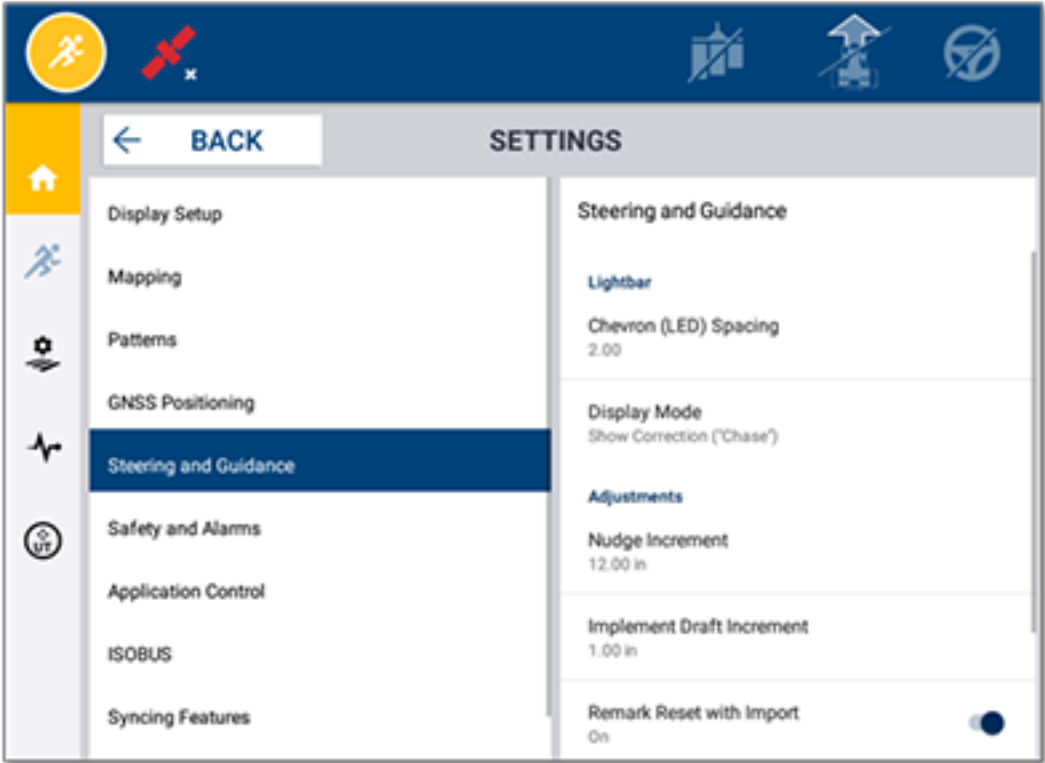 BACK
SETTINGS
Display Setup
Mapping
Patterns
GNSS Positioning
Steering and Guidance
Safety and Alarms
Application Control
ISOBUS
Syncing Features
Steering and Guidance
Lightbar
Chevron (LED) Spacing
2.00
Display Mode
Show Correction ("Chase")
Adjustments
Nudge Increment
12.00 in
Implement Draft Increment
1.00 in
Remark Reset with Import
On
UT